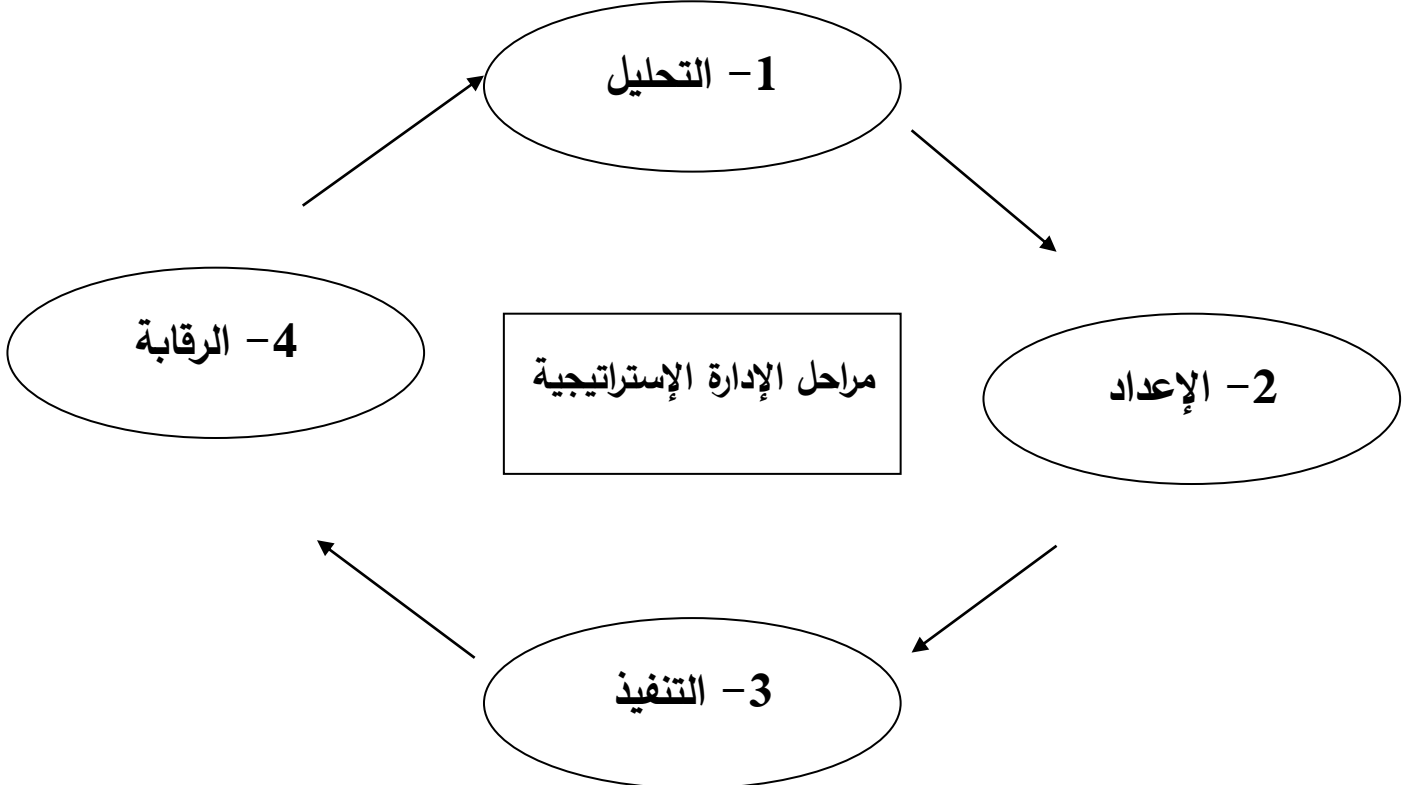 1- التحليل
2- الإعداد
3- التنفيذ
4- الرقابة
مراحل الإدارة الإستراتيجية